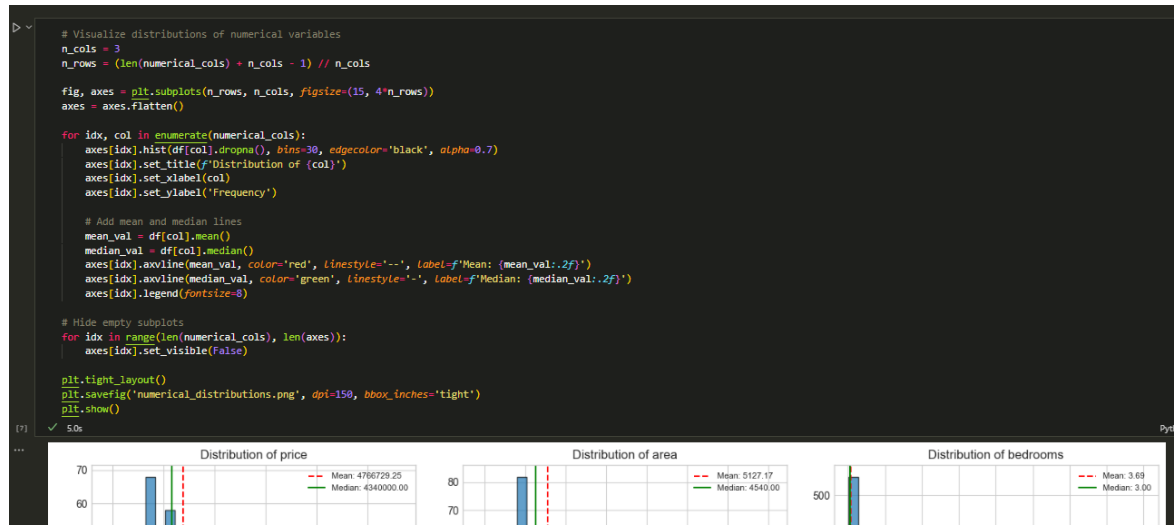 # Visualize distributions of numerical variables
n_cols = 3
n_rows = (len(numerical_cols) + n_cols - 1) // n_cols
fig, axes = plt.subplots(n_rows, n_cols, figsize=(15, 4*n_rows))
axes = axes.flatten()
for idx, col in enumerate(numerical_cols):
    axes[idx].hist(df[col].dropna(), bins=30, edgecolor='black', alpha=0.7)
    axes[idx].set_title(f'Distribution of {col}')
    axes[idx].set_xlabel(col)
    axes[idx].set_ylabel('Frequency')
    # Add mean and median lines
    mean_val = df[col].mean()
    median_val = df[col].median()
    axes[idx].axvline(mean_val, color='red', linestyle='--', label=f'Mean: {mean_val:.2f}')
    axes[idx].axvline(median_val, color='green', linestyle='-', label=f'Median: {median_val:.2f}')
    axes[idx].legend(fontsize=8)
# Hide empty subplots
for idx in range(len(numerical_cols), len(axes)):
    axes[idx].set_visible(False)
plt.tight_layout()
plt.savefig('numerical_distributions.png', dpi=150, bbox_inches='tight')
plt.show()
[7] ✓ 5.0s Pyt
...
Distribution of price
70
60
Mean: 4766729.25
Median: 4340000.00
Distribution of area
80
70
Mean: 5127.17
Median: 4540.00
Distribution of bedrooms
500
Mean: 3.69
Median: 3.00